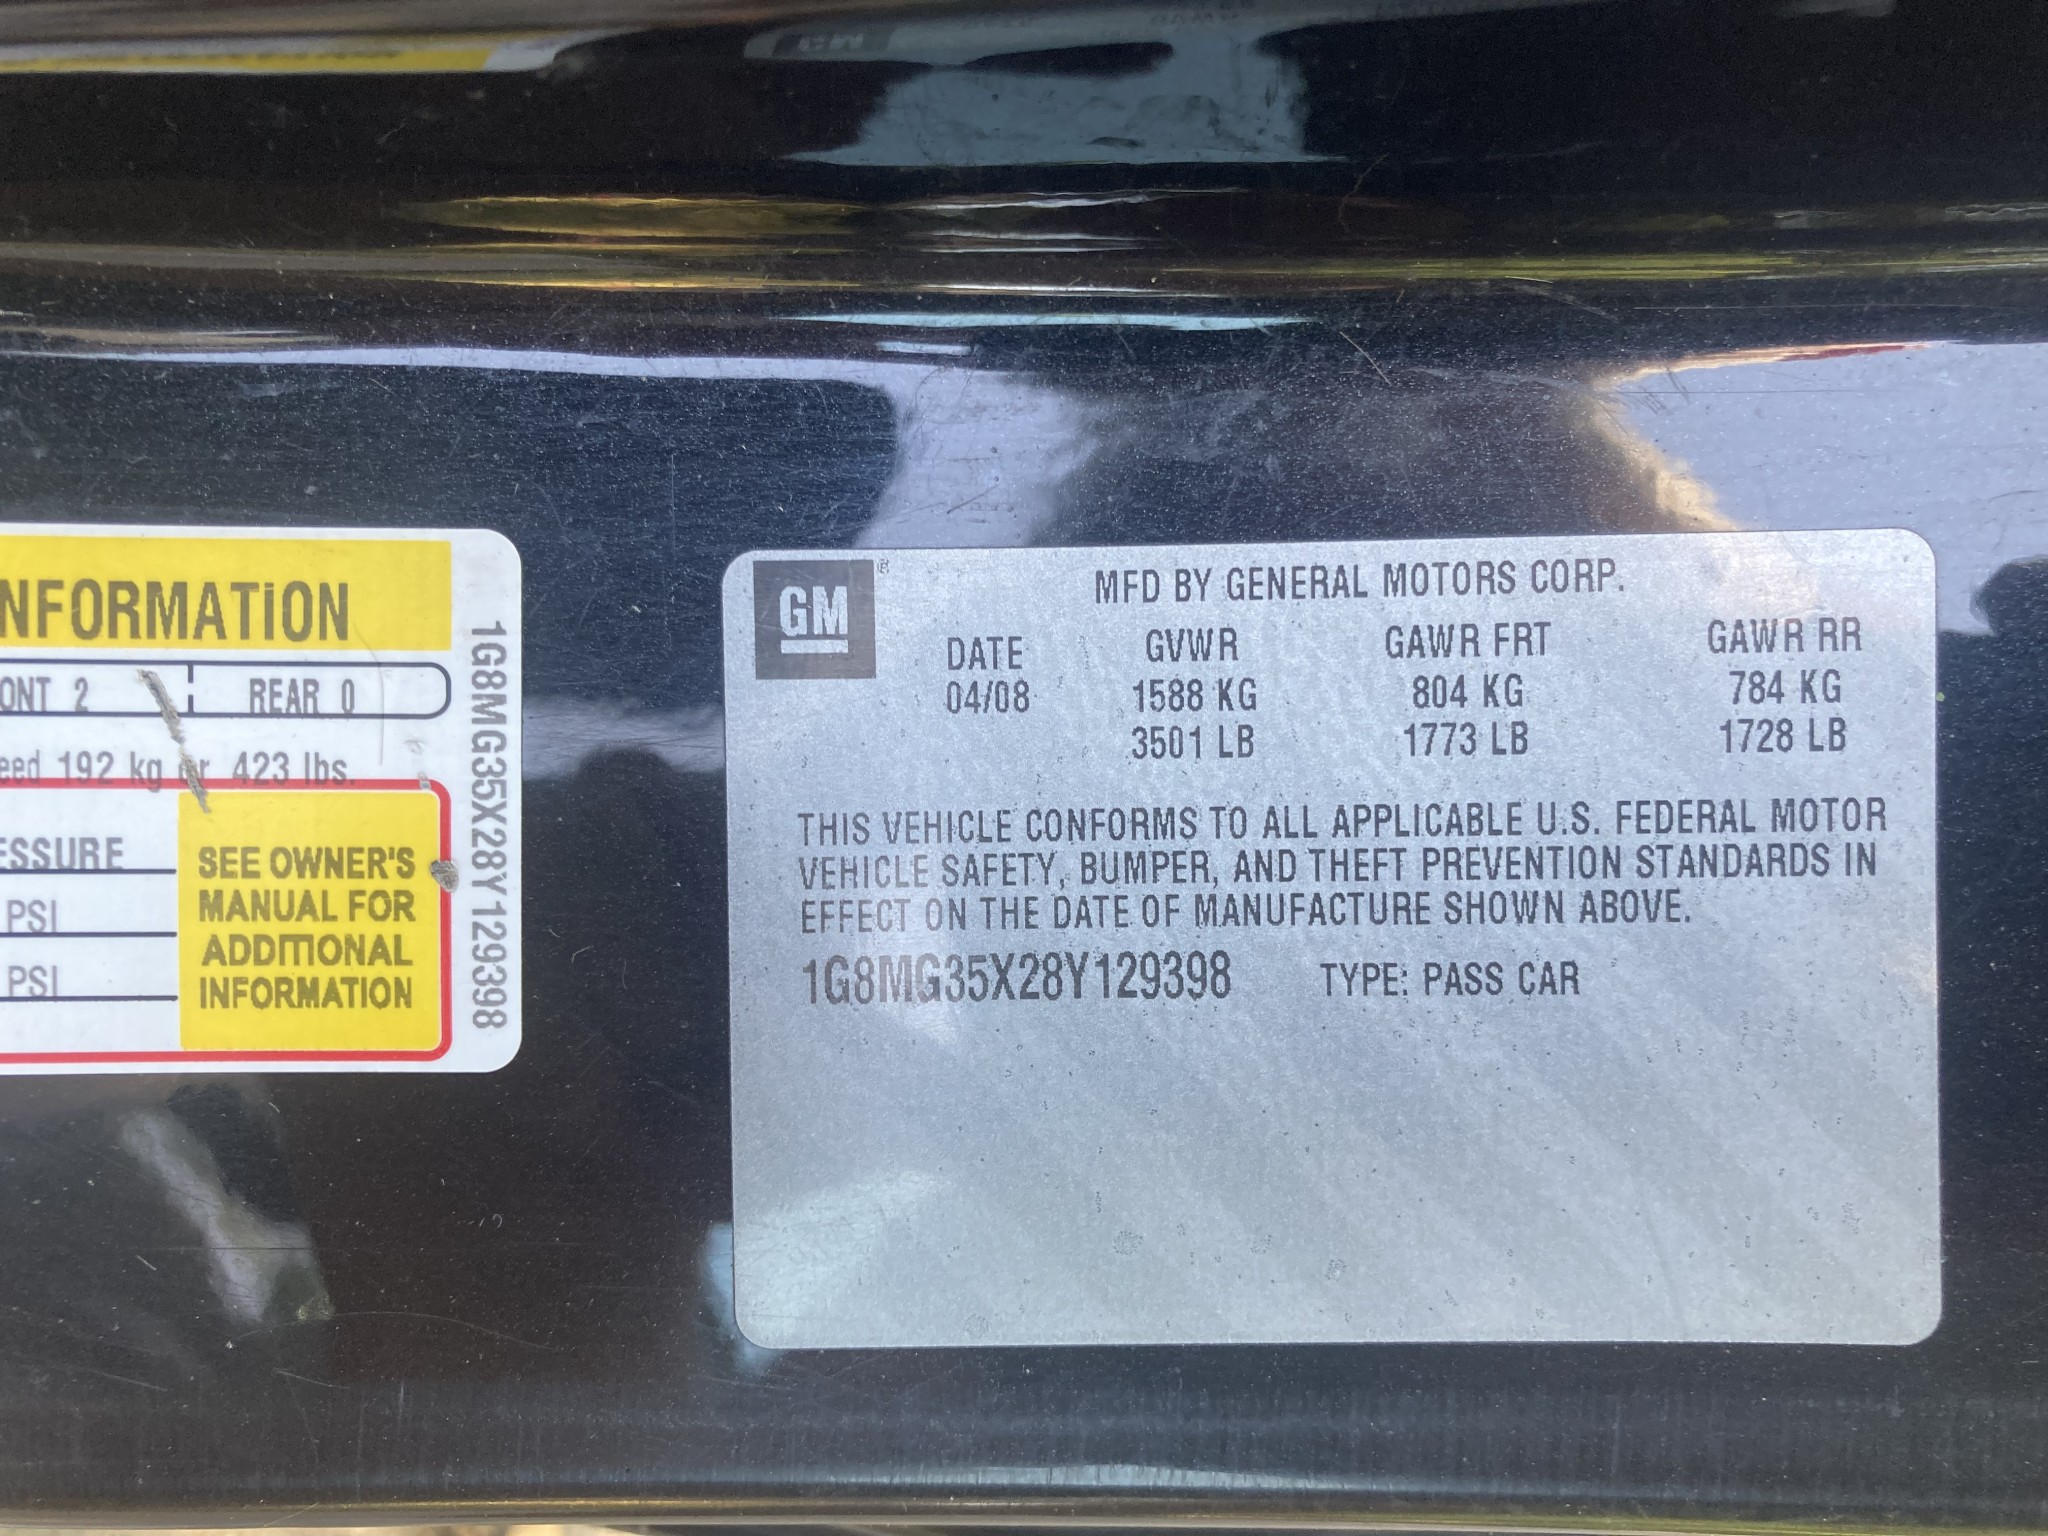 NFORMATION
ONT 2 REAR 0
eed 192 kg or 423 lbs.
ESSURE
PSI
PSI
SEE OWNER'S
MANUAL FOR
ADDITIONAL
INFORMATION
1G8MG35X28Y129398
GM
MFD BY GENERAL MOTORS CORP.
DATE GVWR GAWR FRT GAWR RR
04/08 1588 KG 804 KG 784 KG
3501 LB 1773 LB 1728 LB
THIS VEHICLE CONFORMS TO ALL APPLICABLE U.S. FEDERAL MOTOR
VEHICLE SAFETY, BUMPER, AND THEFT PREVENTION STANDARDS IN
EFFECT ON THE DATE OF MANUFACTURE SHOWN ABOVE.
1G8MG35X28Y129398 TYPE: PASS CAR